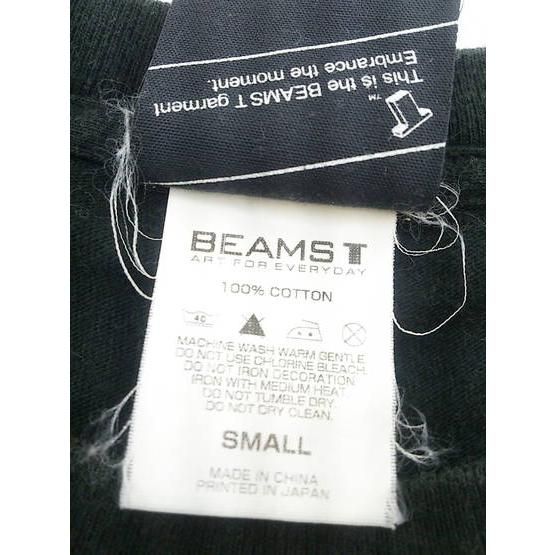 This is the BEAMS T garment
Embrance the moment.
TM
BEAMS T
ART FOR EVERYDAY
100% COTTON
40
MACHINE WASH WARM GENTLE.
DO NOT USE CHLORINE BLEACH.
DO NOT IRON DECORATION.
IRON WITH MEDIUM HEAT.
DO NOT TUMBLE DRY.
DO NOT DRY CLEAN.
SMALL
MADE IN CHINA
PRINTED IN JAPAN